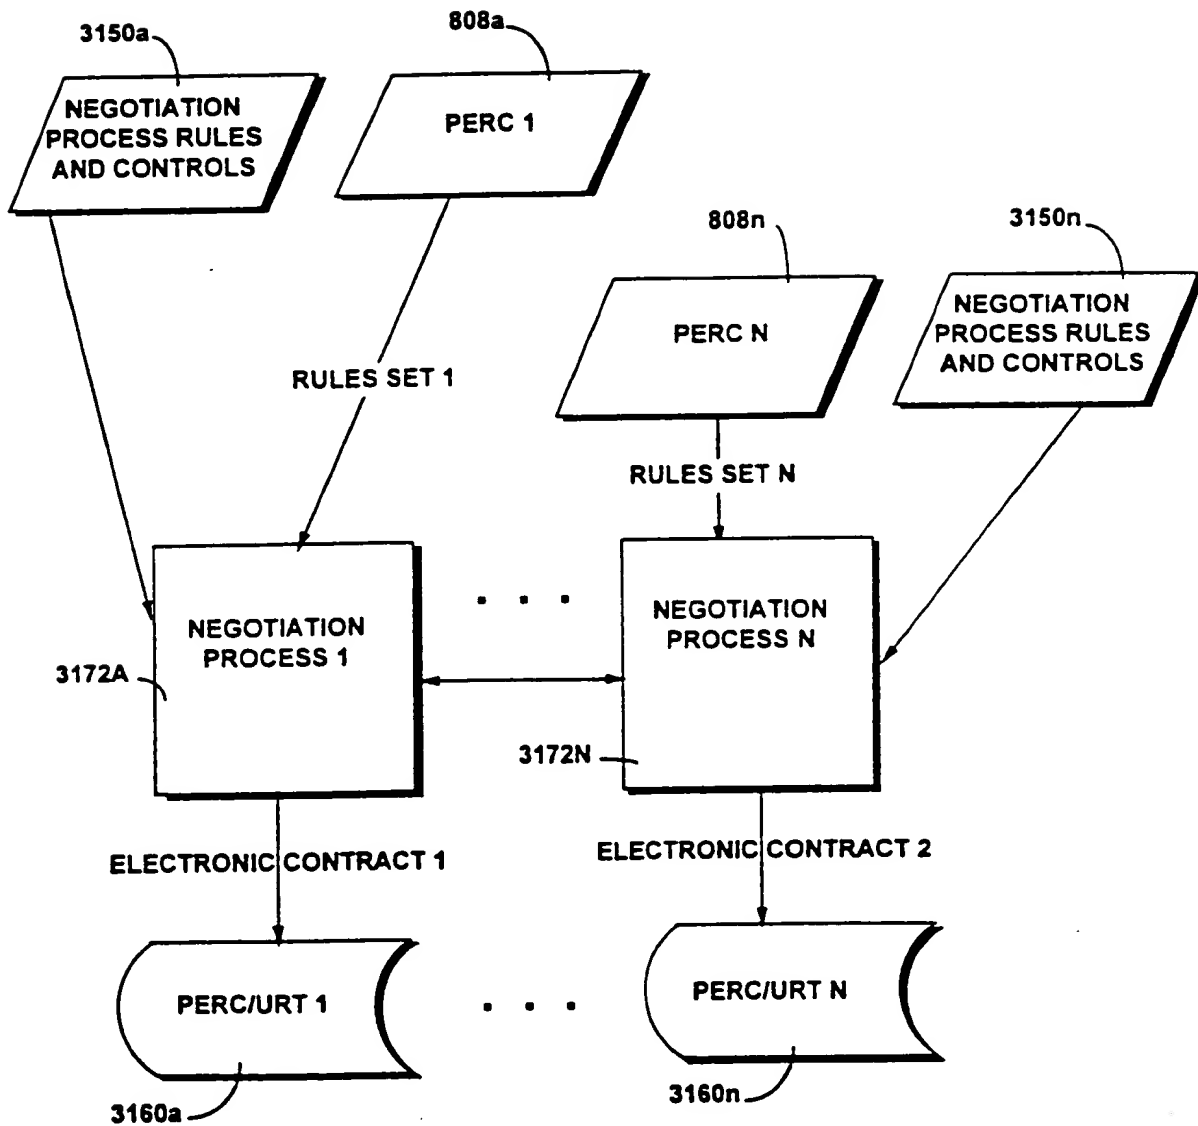 3150a
808a
NEGOTIATION
PROCESS RULES
AND CONTROLS
PERC 1
808n
3150n
PERC N
NEGOTIATION
PROCESS RULES
AND CONTROLS
RULES SET 1
RULES SET N
NEGOTIATION
PROCESS 1
. . .
NEGOTIATION
PROCESS N
3172A
3172N
ELECTRONIC CONTRACT 1
ELECTRONIC CONTRACT 2
PERC/URT 1
. . .
PERC/URT N
3160a
3160n